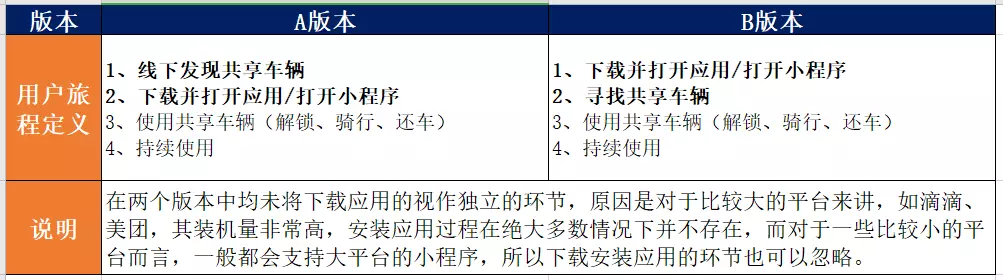 版本 A版本 B版本
用户旅程定义
1、线下发现共享车辆
2、下载并打开应用/打开小程序
3、使用共享车辆（解锁、骑行、还车）
4、持续使用
1、下载并打开应用/打开小程序
2、寻找共享车辆
3、使用共享车辆（解锁、骑行、还车）
4、持续使用
说明
在两个版本中均未将下载应用的视作独立的环节，原因是对于比较大的平台来讲，如滴滴、
美团，其装机量非常高，安装应用过程在绝大多数情况下并不存在，而对于一些比较小的平
台而言，一般都会支持大平台的小程序，所以下载安装应用的环节也可以忽略。